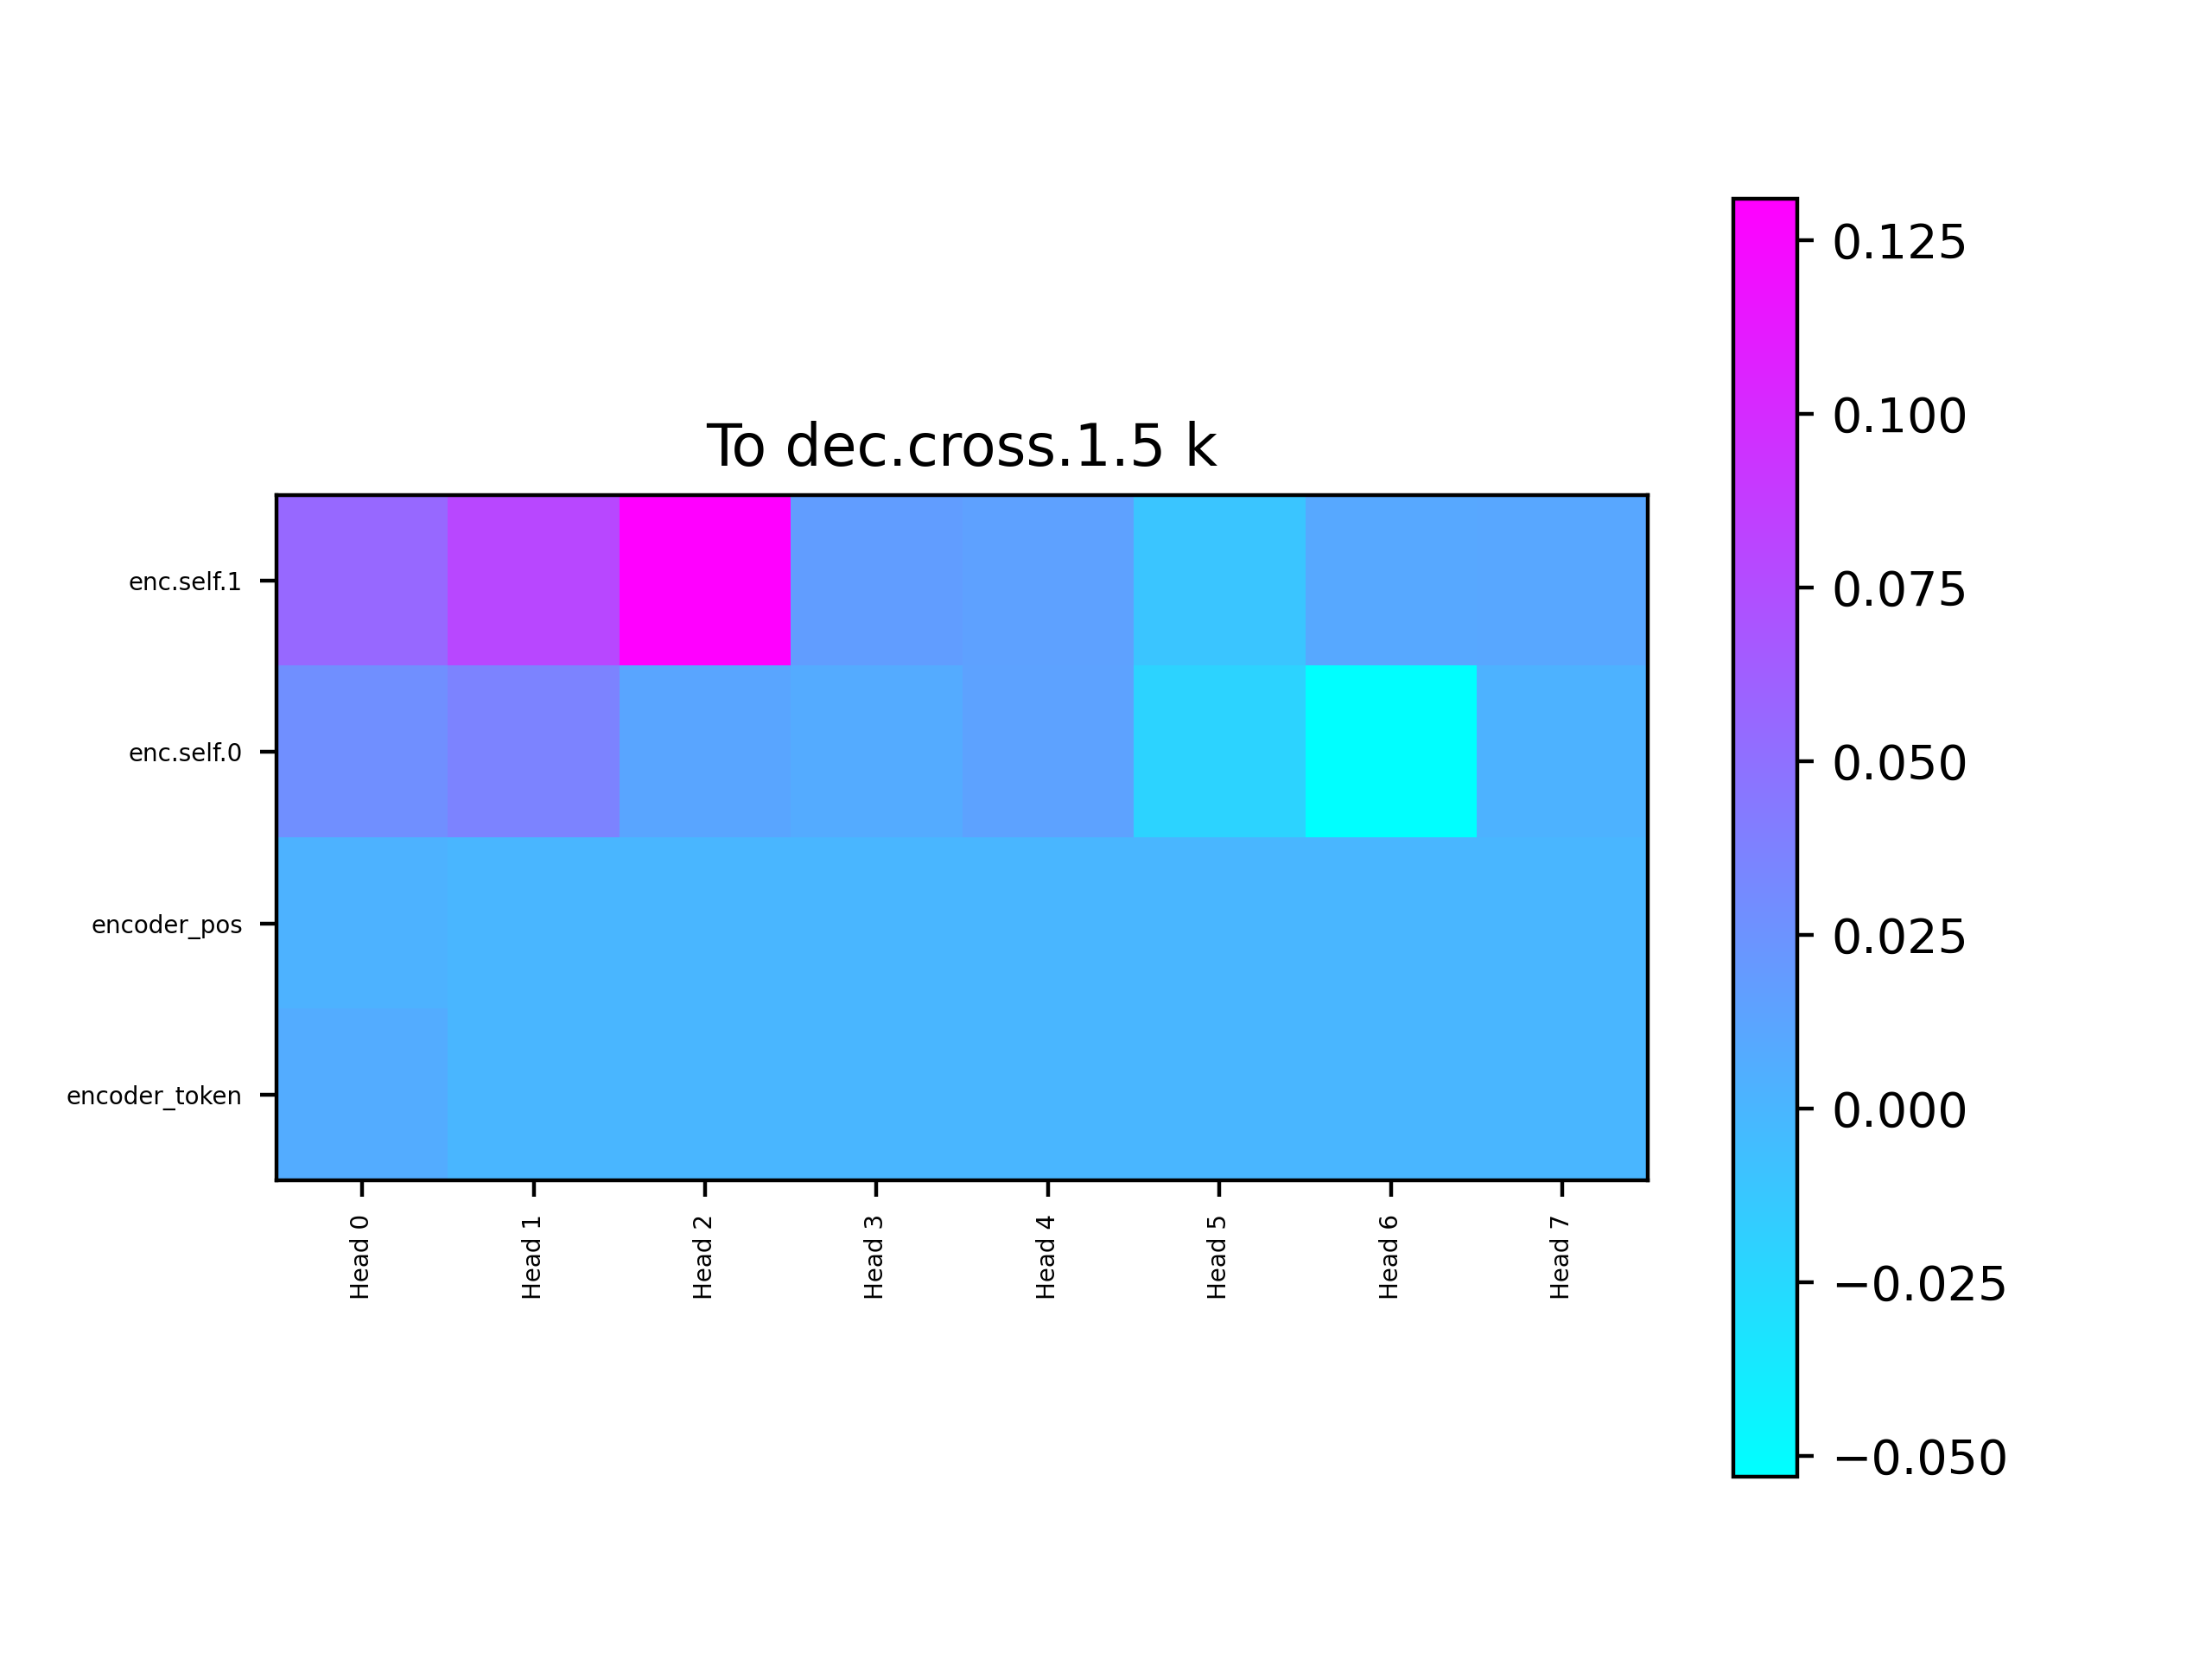 To dec.cross.1.5 k
enc.self.1
enc.self.0
encoder_pos
encoder_token
Head 0
Head 1
Head 2
Head 3
Head 4
Head 5
Head 6
Head 7
0.125
0.100
0.075
0.050
0.025
0.000
−0.025
−0.050